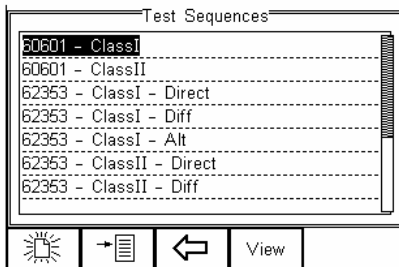 Test Sequences
60601 - ClassI
60601 - ClassII
62353 - ClassI - Direct
62353 - ClassI - Diff
62353 - ClassI - Alt
62353 - ClassII - Direct
62353 - ClassII - Diff
View